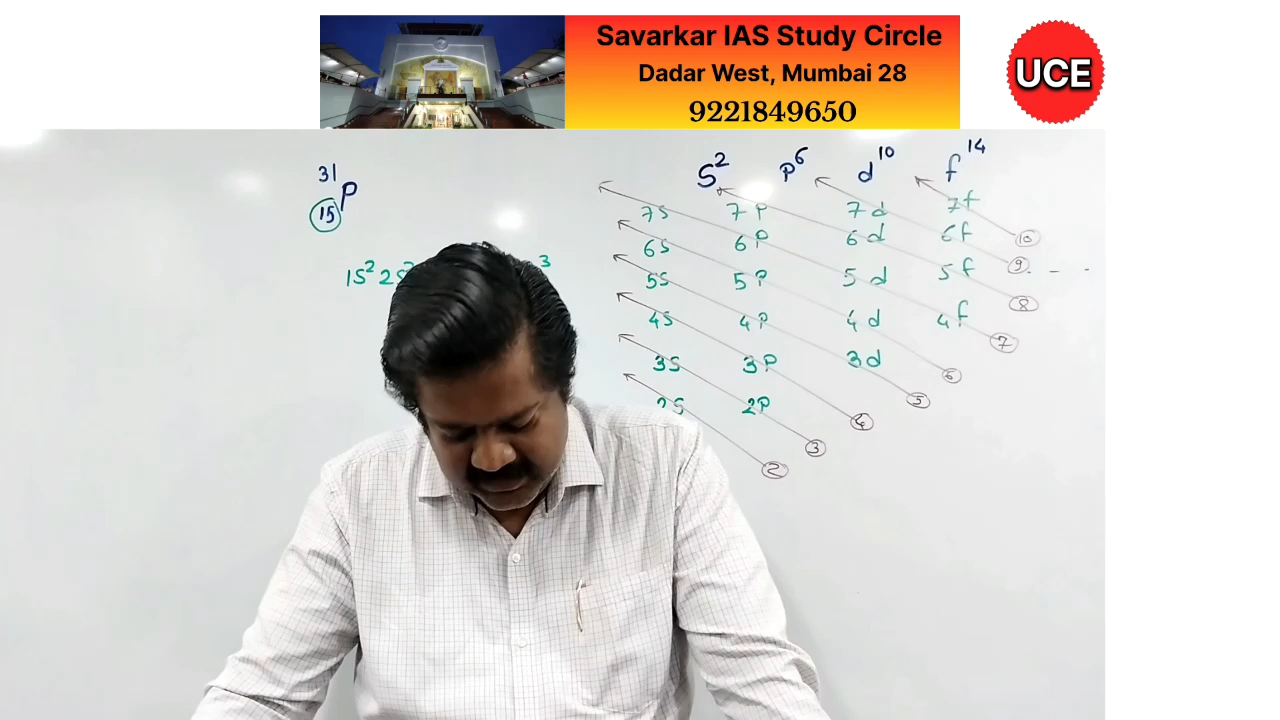 Savarkar IAS Study Circle
Dadar West, Mumbai 28
9221849650
UCE
31
15 P
1S² 2S 3
S² P⁶ d¹⁰ f¹⁴
7S 7P 7d 7f
6S 6P 6d 6f
5S 5P 5d 5f - -
4S 4P 4d 4f
3S 3P 3d
2S 2P
10
9
8
7
6
5
4
3
2